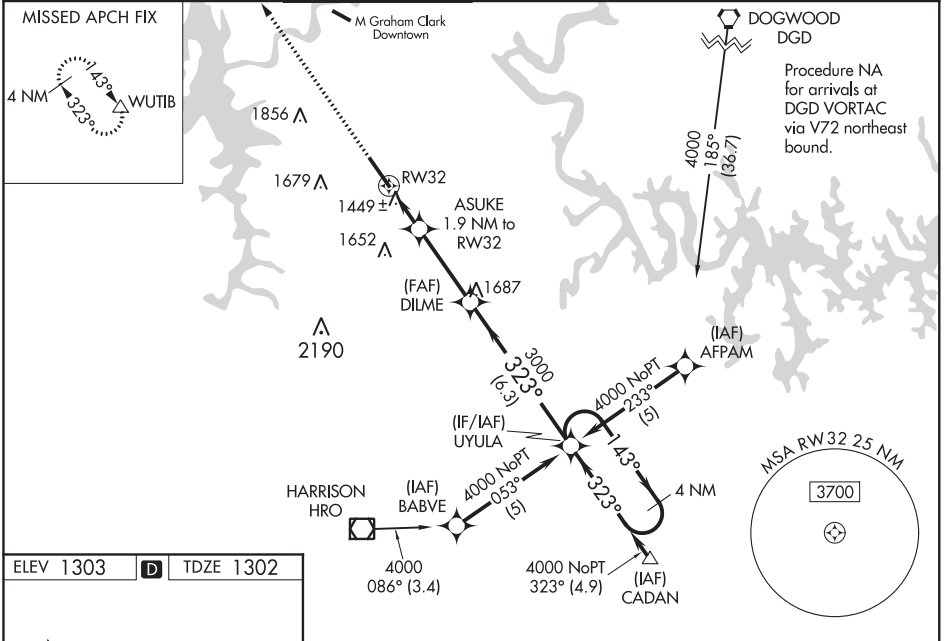 MISSED APCH FIX
4 NM
143°
323°
WUTIB
M Graham Clark
Downtown
DOGWOOD
DGD
Procedure NA
for arrivals at
DGD VORTAC
via V72 northeast
bound.
4000
185°
(36.7)
1856
1679
RW32
1449 ±
ASUKE
1.9 NM to
RW32
1652
(FAF)
DILME
1687
2190
3000
323°
(6.3)
(IAF)
AFPAM
4000 NoPT
233°
(5)
(IF/IAF)
UYULA
143°
323°
4 NM
4000 NoPT
053°
(5)
HARRISON
HRO
(IAF)
BABVE
4000
086° (3.4)
4000 NoPT
323° (4.9)
(IAF)
CADAN
MSA RW32 25 NM
3700
ELEV 1303 D TDZE 1302